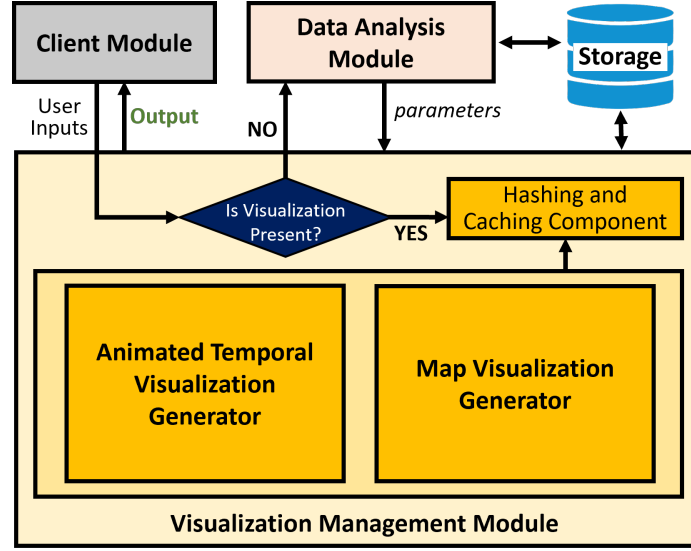 Client Module
Data Analysis
Module
Storage
User
Inputs
Output
NO
parameters
Is Visualization
Present?
YES
Hashing and
Caching Component
Animated Temporal
Visualization
Generator
Map Visualization
Generator
Visualization Management Module